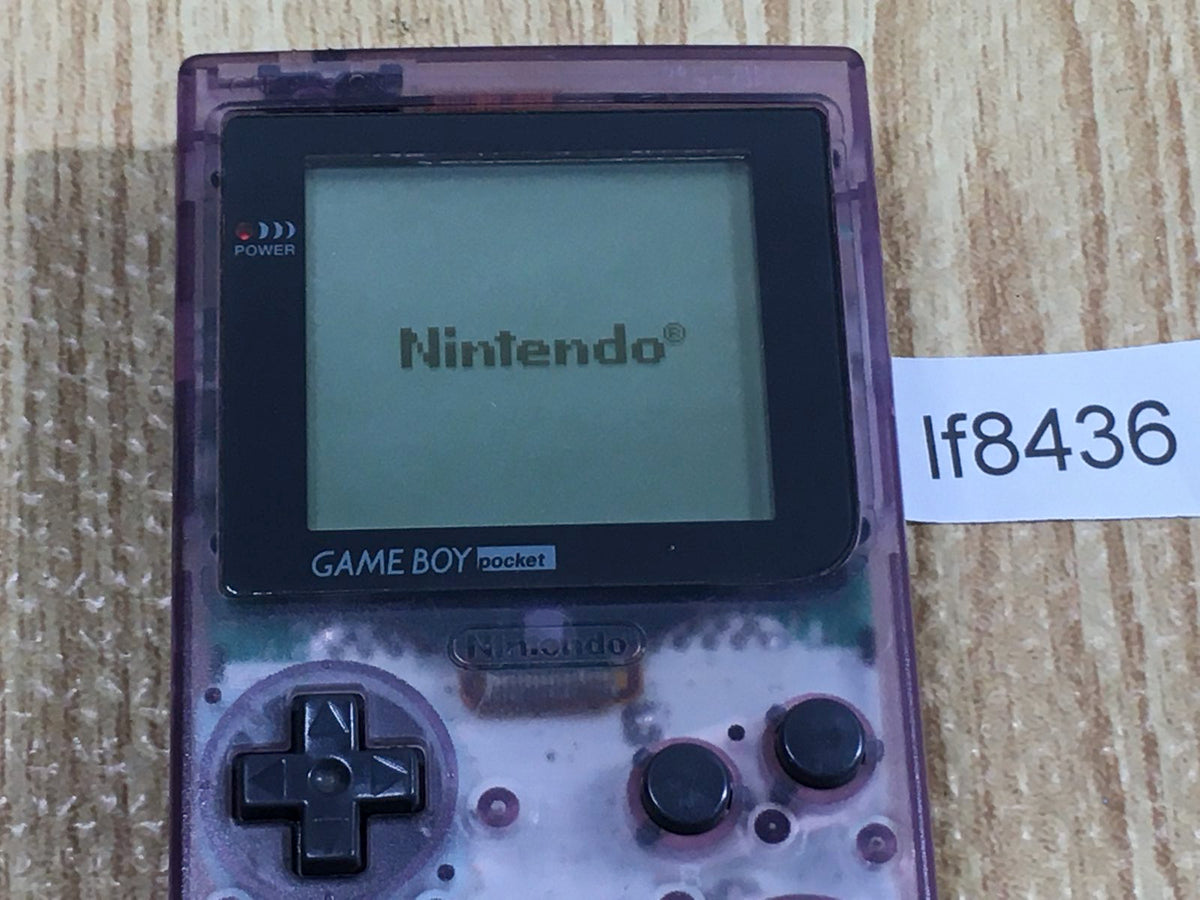 POWER
Nintendo®
lf8436
GAME BOY pocket
Nintendo